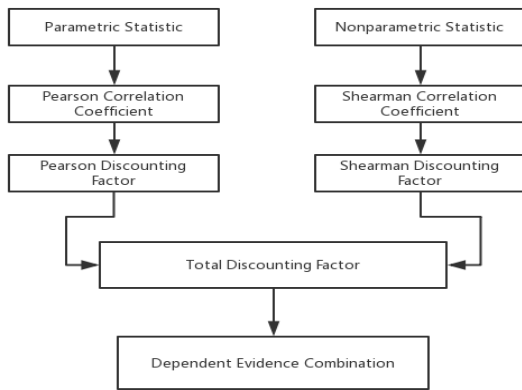 Parametric Statistic
Nonparametric Statistic
Pearson Correlation
Coefficient
Shearman Correlation
Coefficient
Pearson Discounting
Factor
Shearman Discounting
Factor
Total Discounting Factor
Dependent Evidence Combination